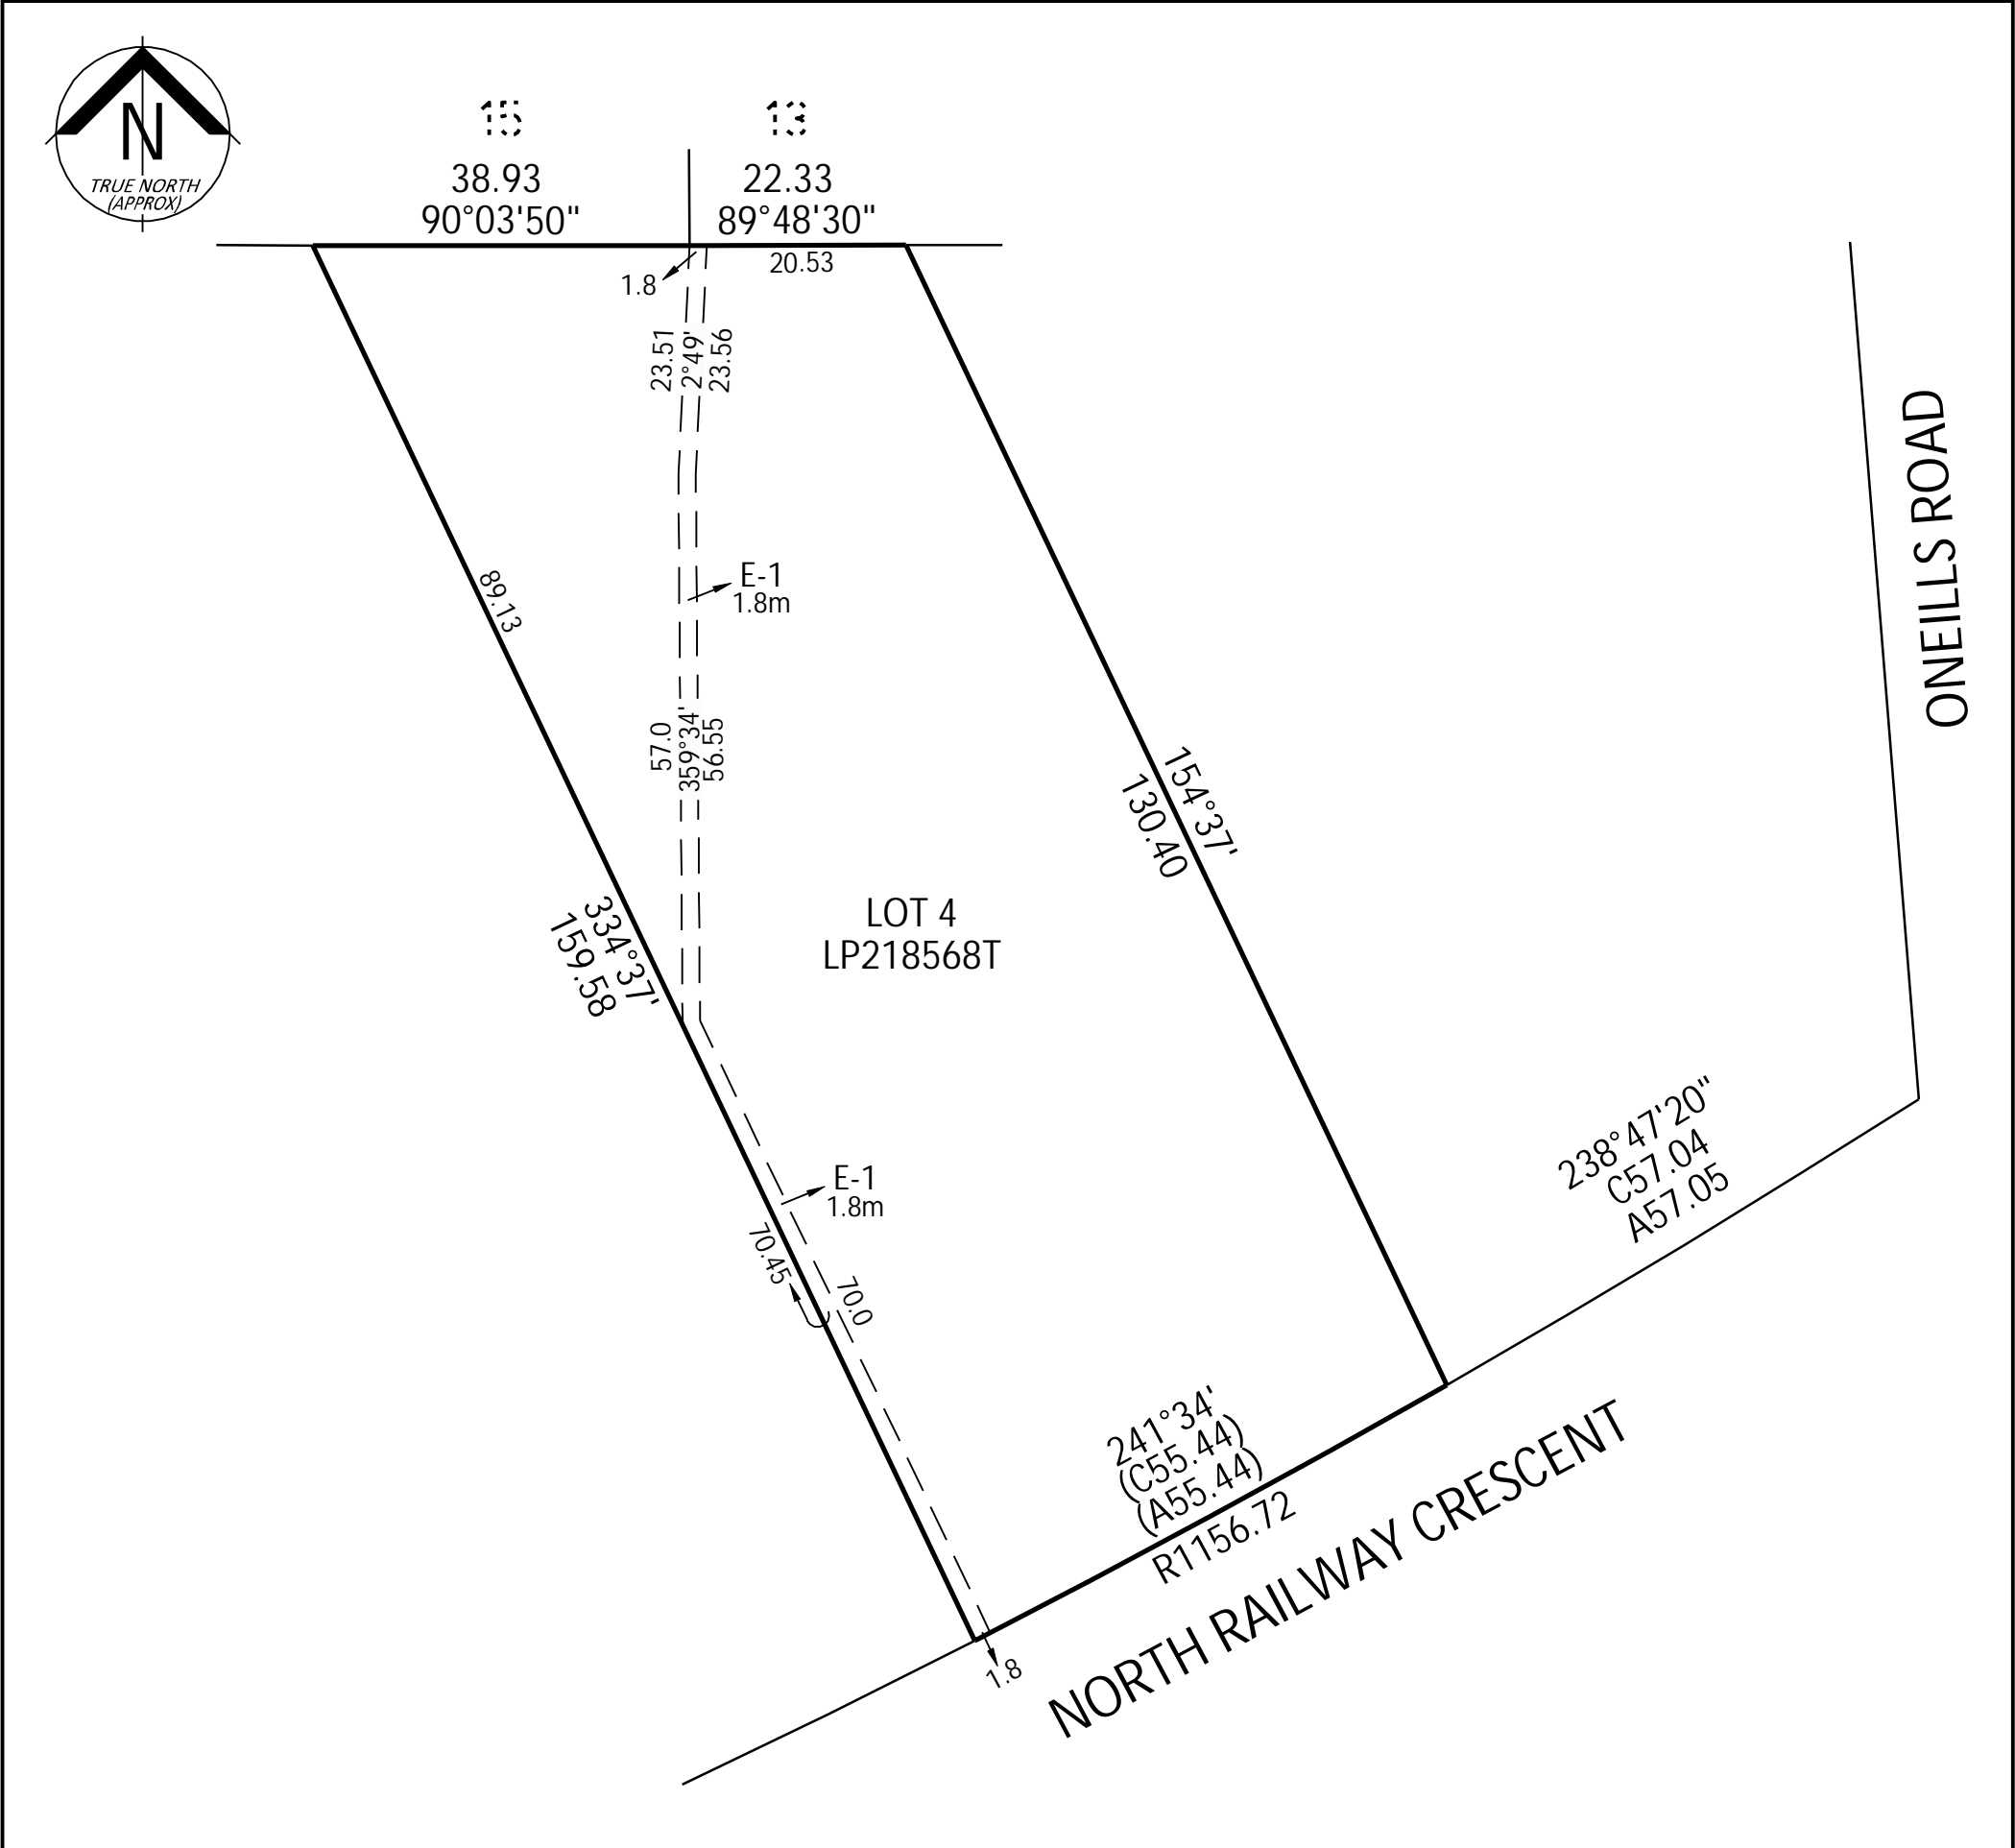 N
TRUE NORTH
(APPROX)
15
13
38.93
90°03'50"
22.33
89°48'30"
20.53
1.8
23.51
2°49'
23.56
E-1
1.8m
89.13
57.0
359°34'
56.55
154°37'
130.40
ONEILLS ROAD
334°37'
159.58
LOT 4
LP218568T
238°47'20"
C57.04
A57.05
E-1
1.8m
70.45
70.0
241°34'
(C55.44)
(A55.44)
R1156.72
NORTH RAILWAY CRESCENT
1.8